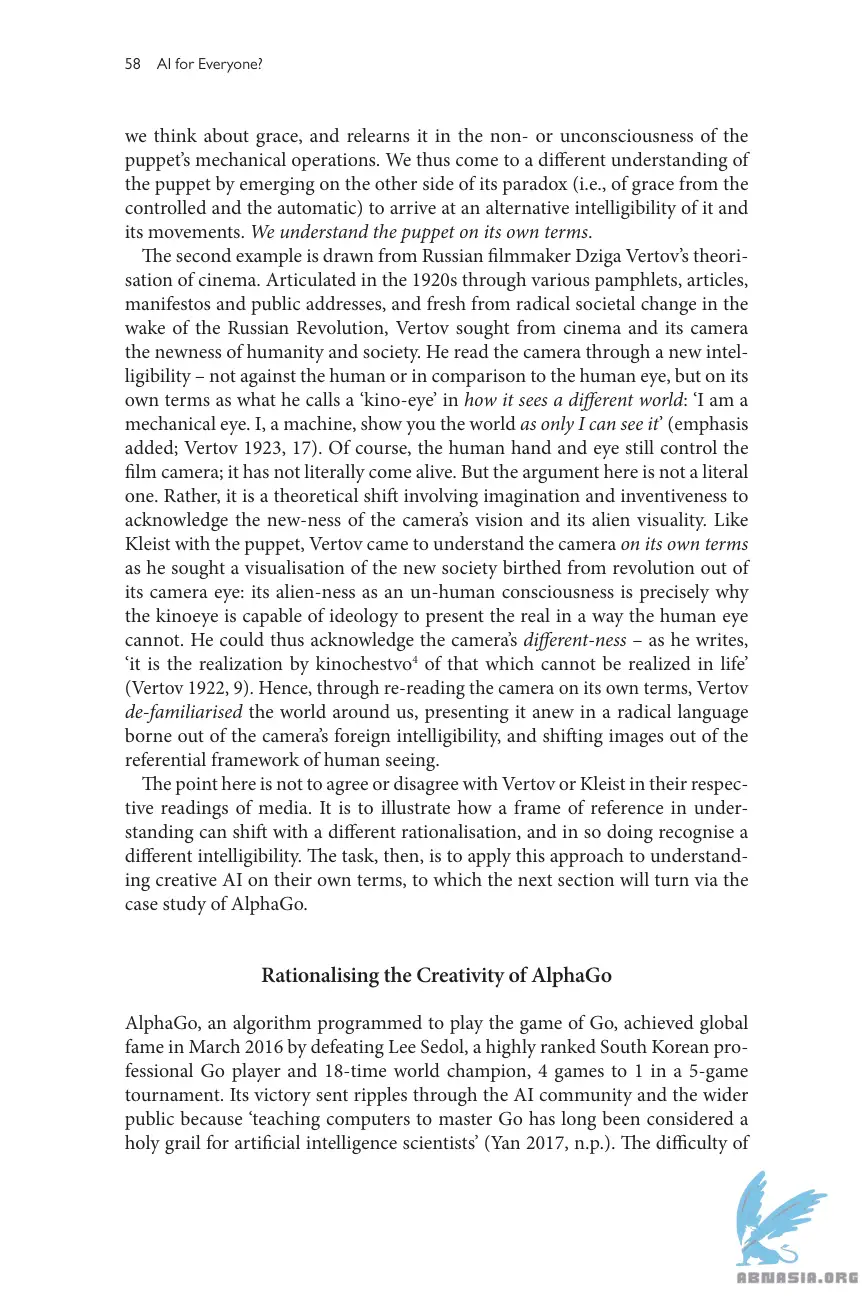 58 AI for Everyone?
we think about grace, and relearns it in the non- or unconsciousness of the
puppet’s mechanical operations. We thus come to a different understanding of
the puppet by emerging on the other side of its paradox (i.e., of grace from the
controlled and the automatic) to arrive at an alternative intelligibility of it and
its movements. We understand the puppet on its own terms.
The second example is drawn from Russian filmmaker Dziga Vertov’s theori-
sation of cinema. Articulated in the 1920s through various pamphlets, articles,
manifestos and public addresses, and fresh from radical societal change in the
wake of the Russian Revolution, Vertov sought from cinema and its camera
the newness of humanity and society. He read the camera through a new intel-
ligibility – not against the human or in comparison to the human eye, but on its
own terms as what he calls a ‘kino-eye’ in how it sees a different world: ‘I am a
mechanical eye. I, a machine, show you the world as only I can see it’ (emphasis
added; Vertov 1923, 17). Of course, the human hand and eye still control the
film camera; it has not literally come alive. But the argument here is not a literal
one. Rather, it is a theoretical shift involving imagination and inventiveness to
acknowledge the new-ness of the camera’s vision and its alien visuality. Like
Kleist with the puppet, Vertov came to understand the camera on its own terms
as he sought a visualisation of the new society birthed from revolution out of
its camera eye: its alien-ness as an un-human consciousness is precisely why
the kinoeye is capable of ideology to present the real in a way the human eye
cannot. He could thus acknowledge the camera’s different-ness – as he writes,
‘it is the realization by kinochestvo⁴ of that which cannot be realized in life’
(Vertov 1922, 9). Hence, through re-reading the camera on its own terms, Vertov
de-familiarised the world around us, presenting it anew in a radical language
borne out of the camera’s foreign intelligibility, and shifting images out of the
referential framework of human seeing.
The point here is not to agree or disagree with Vertov or Kleist in their respec-
tive readings of media. It is to illustrate how a frame of reference in under-
standing can shift with a different rationalisation, and in so doing recognise a
different intelligibility. The task, then, is to apply this approach to understand-
ing creative AI on their own terms, to which the next section will turn via the
case study of AlphaGo.
Rationalising the Creativity of AlphaGo
AlphaGo, an algorithm programmed to play the game of Go, achieved global
fame in March 2016 by defeating Lee Sedol, a highly ranked South Korean pro-
fessional Go player and 18-time world champion, 4 games to 1 in a 5-game
tournament. Its victory sent ripples through the AI community and the wider
public because ‘teaching computers to master Go has long been considered a
holy grail for artificial intelligence scientists’ (Yan 2017, n.p.). The difficulty of
ABNASIA.ORG